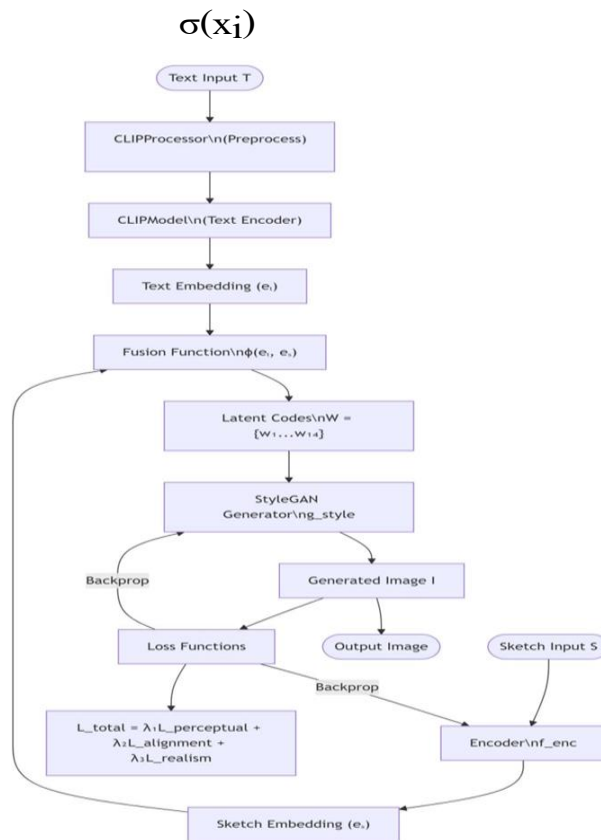 σ(xi)
Text Input T
CLIPProcessor\n(Preprocess)
CLIPModel\n(Text Encoder)
Text Embedding (eₜ)
Fusion Function\nϕ(eₜ, eₛ)
Latent Codes\nW =
[w₁...w₁₄]
StyleGAN
Generator\ng_style
Backprop
Generated Image I
Loss Functions
Output Image
Sketch Input S
Backprop
L_total = λ₁L_perceptual +
λ₂L_alignment +
λ₃L_realism
Encoder\nf_enc
Sketch Embedding (eₛ)